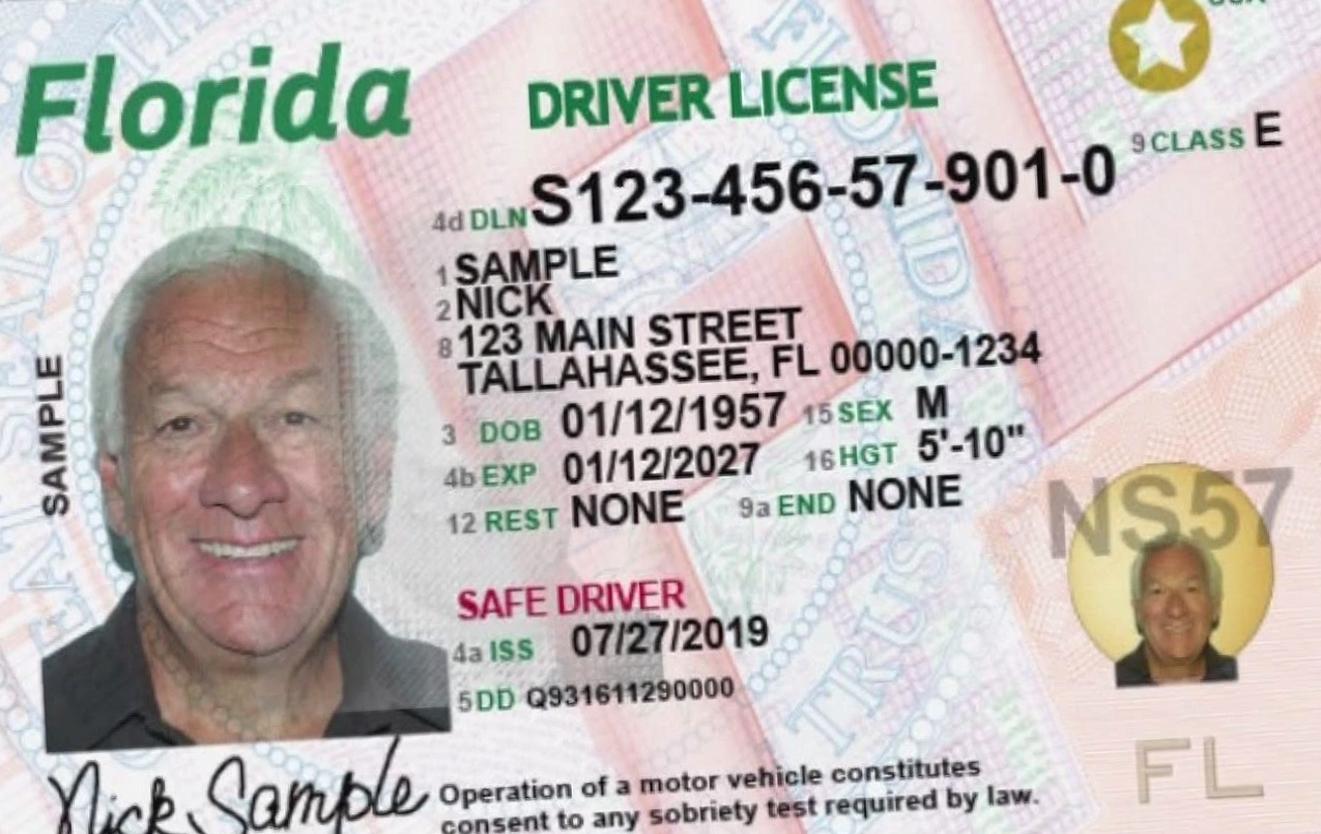 Florida
DRIVER LICENSE
9 CLASS E
4d DLN S123-456-57-901-0
1 SAMPLE
2 NICK
8 123 MAIN STREET
TALLAHASSEE, FL 00000-1234
3 DOB 01/12/1957 15 SEX M
4b EXP 01/12/2027 16 HGT 5'-10"
12 REST NONE 9a END NONE
SAMPLE
NS57
SAFE DRIVER
4a ISS 07/27/2019
5 DD Q931611290000
FL
Nick Sample
Operation of a motor vehicle constitutes
consent to any sobriety test required by law.